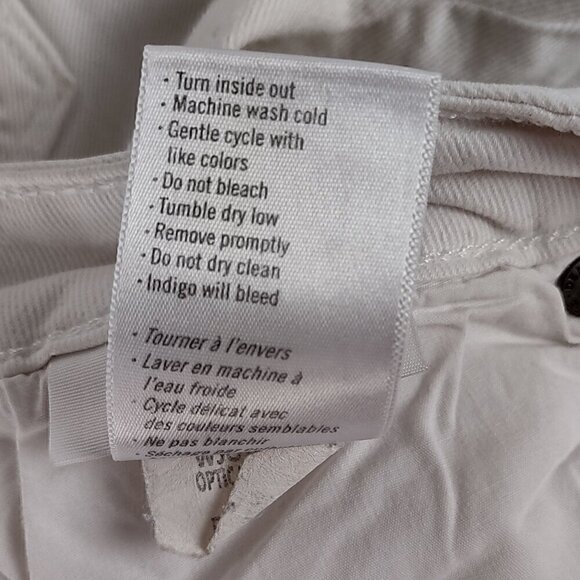 · Turn inside out
· Machine wash cold
· Gentle cycle with
like colors
· Do not bleach
· Tumble dry low
· Remove promptly
· Do not dry clean
· Indigo will bleed
· Tourner à l'envers
· Laver en machine à
l'eau froide
· Cycle délicat avec
des couleurs semblables
· Ne pas blanchir
· Séchage